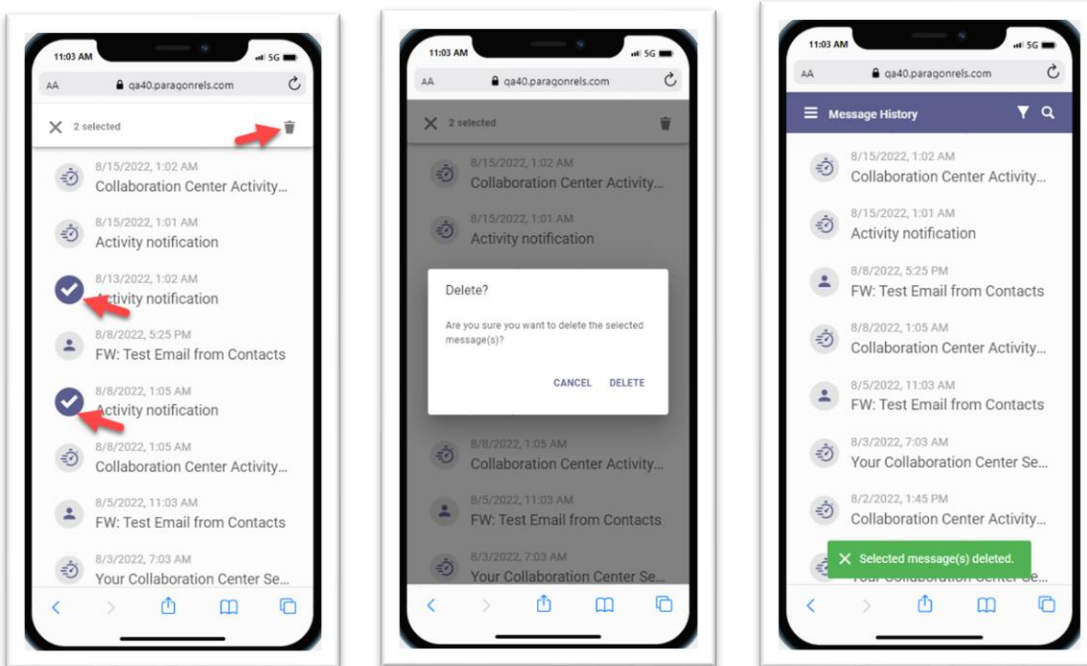 11:03 AM
5G
AA qa40.paragonrels.com
2 selected
8/15/2022, 1:02 AM
Collaboration Center Activity...
8/15/2022, 1:01 AM
Activity notification
8/13/2022, 1:02 AM
Activity notification
8/8/2022, 5:25 PM
FW: Test Email from Contacts
8/8/2022, 1:05 AM
Activity notification
8/8/2022, 1:05 AM
Collaboration Center Activity...
8/5/2022, 11:03 AM
FW: Test Email from Contacts
8/3/2022, 7:03 AM
Your Collaboration Center Se...
11:03 AM
5G
AA qa40.paragonrels.com
2 selected
8/15/2022, 1:02 AM
Collaboration Center Activity...
8/15/2022, 1:01 AM
Activity notification
Delete?
Are you sure you want to delete the selected
message(s)?
CANCEL DELETE
8/8/2022, 1:05 AM
Collaboration Center Activity...
8/5/2022, 11:03 AM
FW: Test Email from Contacts
8/3/2022, 7:03 AM
Your Collaboration Center Se...
11:03 AM
5G
AA qa40.paragonrels.com
Message History
8/15/2022, 1:02 AM
Collaboration Center Activity...
8/15/2022, 1:01 AM
Activity notification
8/8/2022, 5:25 PM
FW: Test Email from Contacts
8/8/2022, 1:05 AM
Collaboration Center Activity...
8/5/2022, 11:03 AM
FW: Test Email from Contacts
8/3/2022, 7:03 AM
Your Collaboration Center Se...
8/2/2022, 1:45 PM
Collaboration Center Activity...
Selected message(s) deleted.